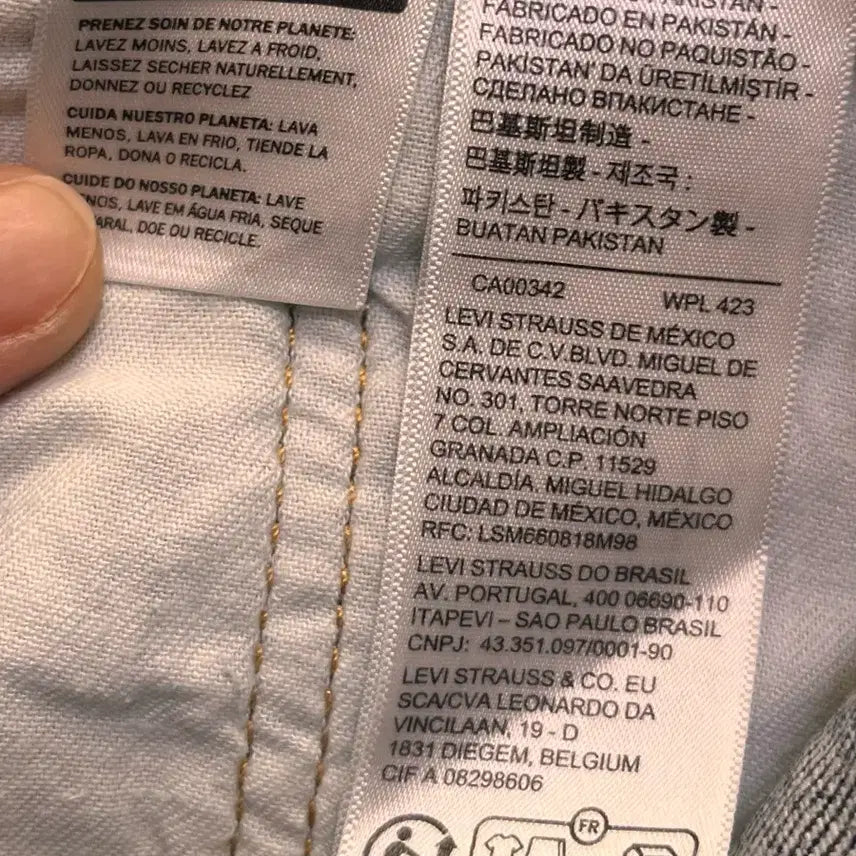 PRENEZ SOIN DE NOTRE PLANETE:
LAVEZ MOINS, LAVEZ A FROID,
LAISSEZ SECHER NATURELLEMENT,
DONNEZ OU RECYCLEZ
CUIDA NUESTRO PLANETA: LAVA
MENOS, LAVA EN FRIO, TIENDE LA
ROPA, DONA O RECICLA.
CUIDE DO NOSSO PLANETA: LAVE
LAVE EM ÁGUA FRIA, SEQUE
DOE OU RECICLE.
FABRICADO EN PAKISTÁN -
FABRICADO NO PAQUISTÃO -
PAKİSTAN' DA ÜRETİLMİŞTİR -
СДЕЛАНО ВПАКИСТАНЕ -
巴基斯坦制造 -
巴基斯坦製 - 제조국 :
파키스탄 - パキスタン製 -
BUATAN PAKISTAN
CA00342 WPL 423
LEVI STRAUSS DE MÉXICO
S.A. DE C.V.BLVD. MIGUEL DE
CERVANTES SAAVEDRA
NO. 301, TORRE NORTE PISO
7 COL. AMPLIACIÓN
GRANADA C.P. 11529
ALCALDÍA. MIGUEL HIDALGO
CIUDAD DE MÉXICO, MÉXICO
RFC: LSM660818M98
LEVI STRAUSS DO BRASIL
AV. PORTUGAL, 400 06690-110
ITAPEVI – SAO PAULO BRASIL
CNPJ: 43.351.097/0001-90
LEVI STRAUSS & CO. EU
SCA/CVA LEONARDO DA
VINCILAAN, 19 - D
1831 DIEGEM, BELGIUM
CIF A 08298606
FR